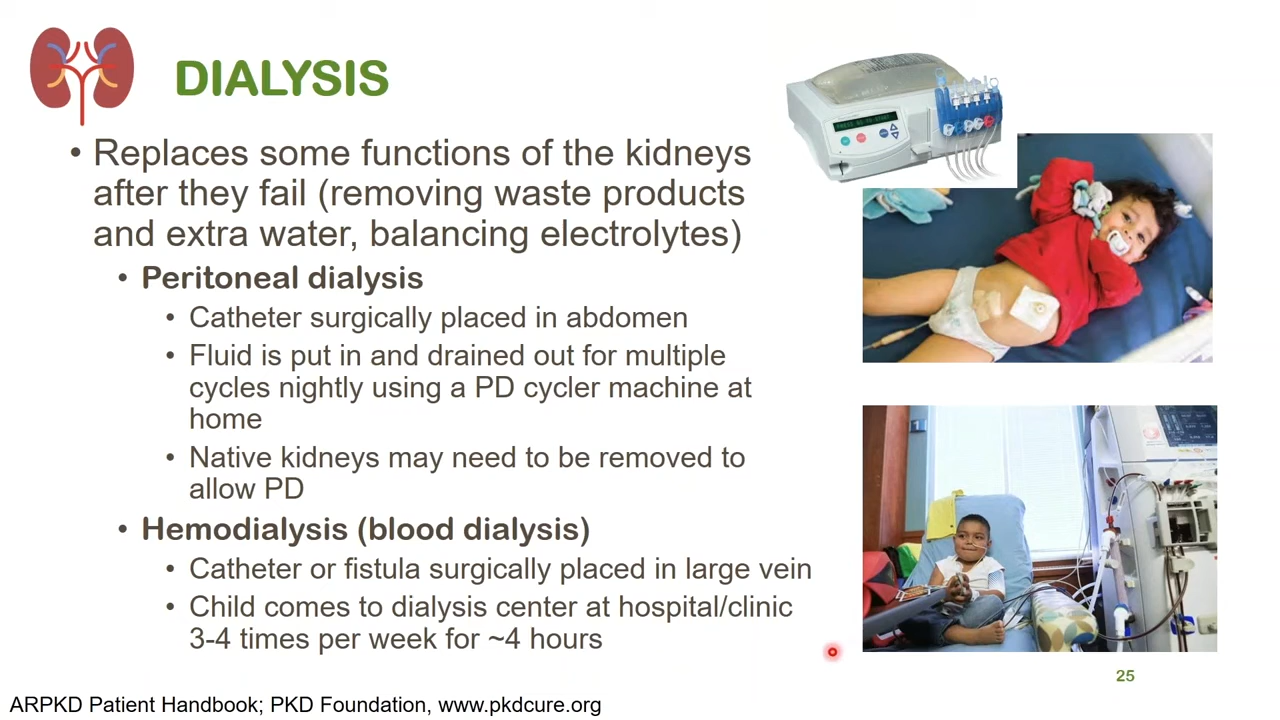 DIALYSIS
• Replaces some functions of the kidneys
after they fail (removing waste products
and extra water, balancing electrolytes)
• Peritoneal dialysis
• Catheter surgically placed in abdomen
• Fluid is put in and drained out for multiple
cycles nightly using a PD cycler machine at
home
• Native kidneys may need to be removed to
allow PD
• Hemodialysis (blood dialysis)
• Catheter or fistula surgically placed in large vein
• Child comes to dialysis center at hospital/clinic
3-4 times per week for ~4 hours
25
ARPKD Patient Handbook; PKD Foundation, www.pkdcure.org